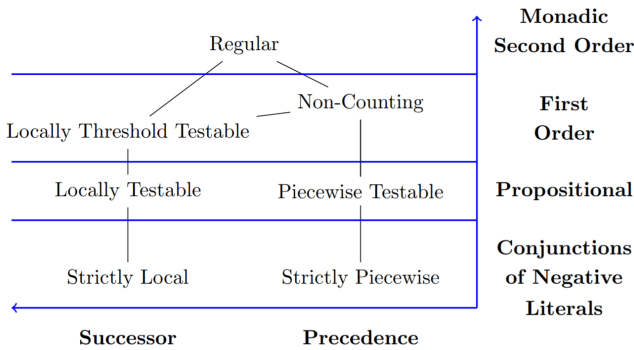 Monadic
Second Order
Regular
Non-Counting
First
Order
Locally Threshold Testable
Locally Testable
Piecewise Testable
Propositional
Conjunctions
of Negative
Literals
Strictly Local
Strictly Piecewise
Successor
Precedence